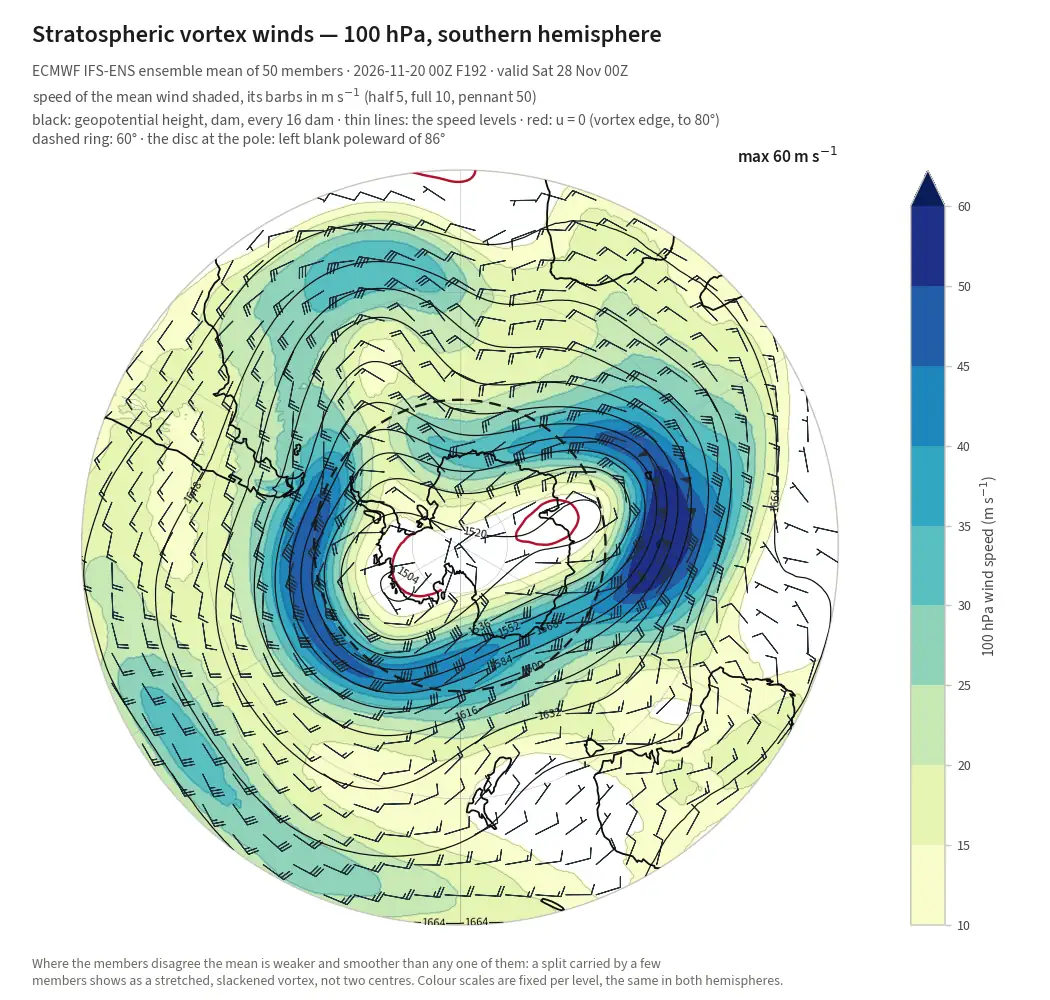 Stratospheric vortex winds — 100 hPa, southern hemisphere
ECMWF IFS-ENS ensemble mean of 50 members · 2026-11-20 00Z F192 · valid Sat 28 Nov 00Z
speed of the mean wind shaded, its barbs in m s⁻¹ (half 5, full 10, pennant 50)
black: geopotential height, dam, every 16 dam · thin lines: the speed levels · red: u = 0 (vortex edge, to 80°)
dashed ring: 60° · the disc at the pole: left blank poleward of 86°
max 60 m s⁻¹
60
50
45
40
35
30
25
20
15
10
100 hPa wind speed (m s⁻¹)
1664
1520
1504
1536
1552
1568
1584
1600
1616
1632
1664
1664
Where the members disagree the mean is weaker and smoother than any one of them: a split carried by a few
members shows as a stretched, slackened vortex, not two centres. Colour scales are fixed per level, the same in both hemispheres.